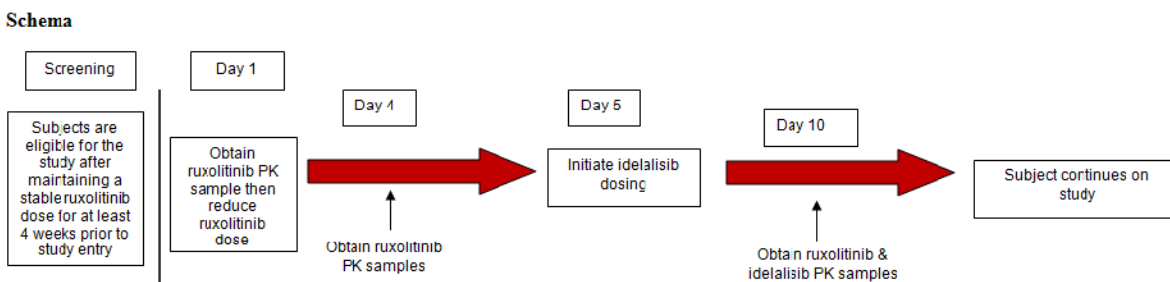 Schema
Screening
Subjects are
eligible for the
study after
maintaining a
stable ruxolitinib
dose for at least
4 weeks prior to
study entry
Day 1
Obtain
ruxolitinib PK
sample then
reduce
ruxolitinib
dose
Day 4
Obtain ruxolitinib
PK samples
Day 5
Initiate idelalisib
dosing
Day 10
Obtain ruxolitinib &
idelalisib PK samples
Subject continues on
study